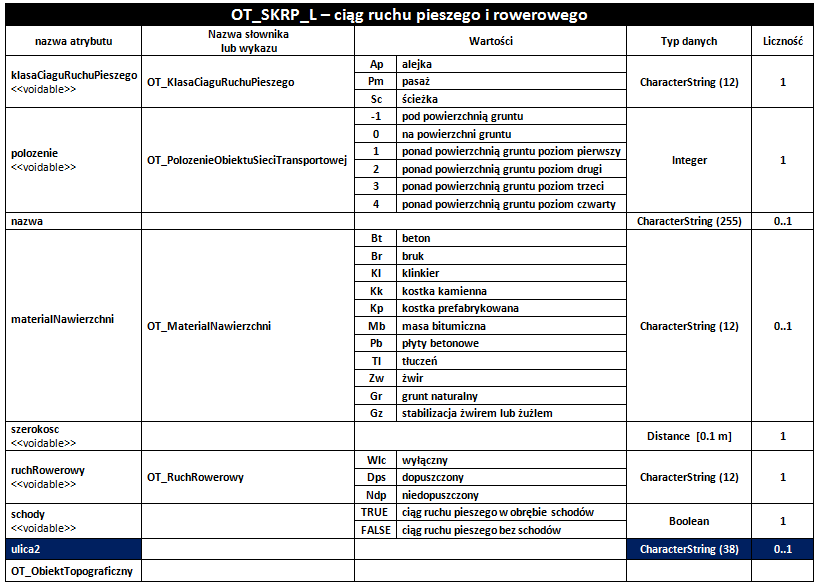 OT_SKRP_L – ciąg ruchu pieszego i rowerowego
nazwa atrybutu
Nazwa słownika
lub wykazu
Wartości
Typ danych
Liczność
klasaCiaguRuchuPieszego
<<voidable>>
OT_KlasaCiaguRuchuPieszego
Ap alejka
Pm pasaż
Sc ścieżka
CharacterString (12)
1
polozenie
<<voidable>>
OT_PolozenieObiektuSieciTransportowej
-1 pod powierzchnią gruntu
0 na powierzchni gruntu
1 ponad powierzchnią gruntu poziom pierwszy
2 ponad powierzchnią gruntu poziom drugi
3 ponad powierzchnią gruntu poziom trzeci
4 ponad powierzchnią gruntu poziom czwarty
Integer
1
nazwa
CharacterString (255)
0..1
materialNawierzchni
OT_MaterialNawierzchni
Bt beton
Br bruk
Kl klinkier
Kk kostka kamienna
Kp kostka prefabrykowana
Mb masa bitumiczna
Pb płyty betonowe
Tl tłuczeń
Zw żwir
Gr grunt naturalny
Gz stabilizacja żwirem lub żużlem
CharacterString (12)
0..1
szerokosc
<<voidable>>
Distance [0.1 m]
1
ruchRowerowy
<<voidable>>
OT_RuchRowerowy
Wlc wyłączny
Dps dopuszczony
Ndp niedopuszczony
CharacterString (12)
1
schody
<<voidable>>
TRUE ciąg ruchu pieszego w obrębie schodów
FALSE ciąg ruchu pieszego bez schodów
Boolean
1
ulica2
CharacterString (38)
0..1
OT_ObiektTopograficzny